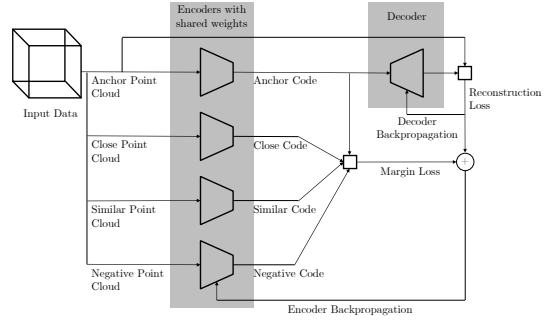 Encoders with
shared weights
Decoder
Input Data
Anchor Point
Cloud
Anchor Code
Reconstruction
Loss
Decoder
Backpropagation
Close Point
Cloud
Close Code
Margin Loss
+
Similar Point
Cloud
Similar Code
Negative Point
Cloud
Negative Code
Encoder Backpropagation